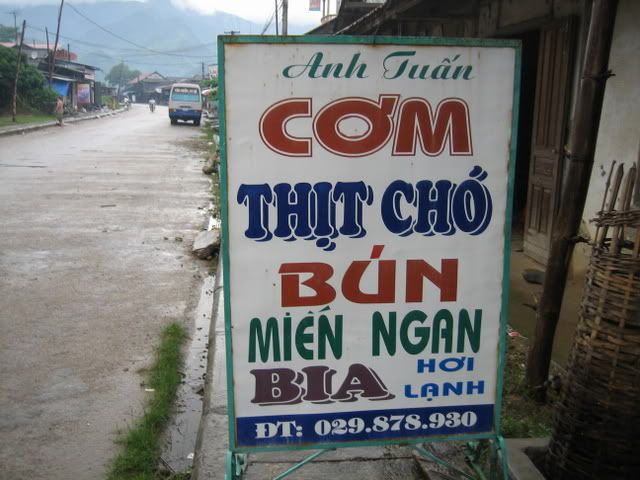 Anh Tuấn
CƠM
THỊT CHÓ
BÚN
MIẾN NGAN
BIA HƠI
LẠNH
ĐT: 029.878.930